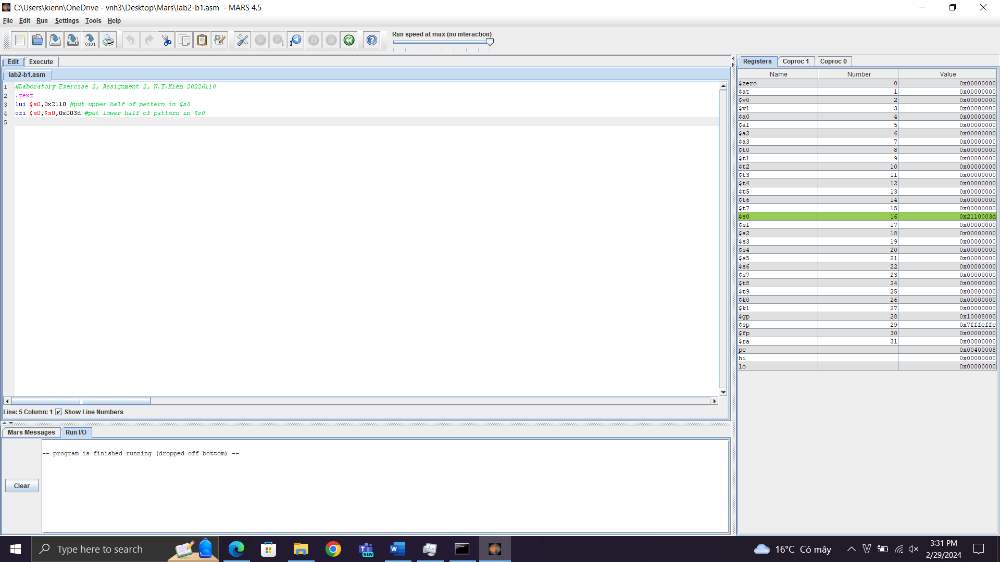 C:\Users\kienn\OneDrive - vnh3\Desktop\Mars\lab2-b1.asm - MARS 4.5
File Edit Run Settings Tools Help
Run speed at max (no interaction)
Edit Execute
lab2-b1.asm
1 #Laboratory Exercise 2, Assignment 2, N.T.Kien 20226110
2 .text
3 lui $s0,0x2110 #put upper half of pattern in $s0
4 ori $s0,$s0,0x003d #put lower half of pattern in $s0
5
Line: 5 Column: 1 Show Line Numbers
Mars Messages Run I/O
-- program is finished running (dropped off bottom) --
Clear
Registers Coproc 1 Coproc 0
Name Number Value
$zero 0 0x00000000
$at 1 0x00000000
$v0 2 0x00000000
$v1 3 0x00000000
$a0 4 0x00000000
$a1 5 0x00000000
$a2 6 0x00000000
$a3 7 0x00000000
$t0 8 0x00000000
$t1 9 0x00000000
$t2 10 0x00000000
$t3 11 0x00000000
$t4 12 0x00000000
$t5 13 0x00000000
$t6 14 0x00000000
$t7 15 0x00000000
$s0 16 0x2110003d
$s1 17 0x00000000
$s2 18 0x00000000
$s3 19 0x00000000
$s4 20 0x00000000
$s5 21 0x00000000
$s6 22 0x00000000
$s7 23 0x00000000
$t8 24 0x00000000
$t9 25 0x00000000
$k0 26 0x00000000
$k1 27 0x00000000
$gp 28 0x10008000
$sp 29 0x7fffeffc
$fp 30 0x00000000
$ra 31 0x00000000
pc 0x00400008
hi 0x00000000
lo 0x00000000
Type here to search
NEW
16°C Có mây
V
3:31 PM
2/29/2024